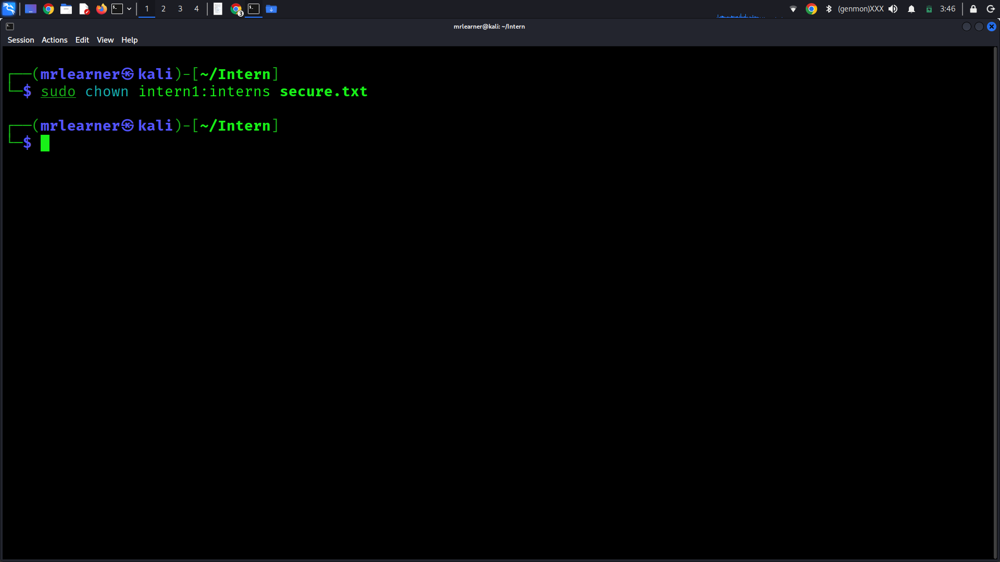 1 2 3 4 3 (genmon)XXX 3:46
mrlearner@kali: ~/Intern
Session Actions Edit View Help
┌──(mrlearner㉿kali)-[~/Intern]
└─$ sudo chown intern1:interns secure.txt
┌──(mrlearner㉿kali)-[~/Intern]
└─$